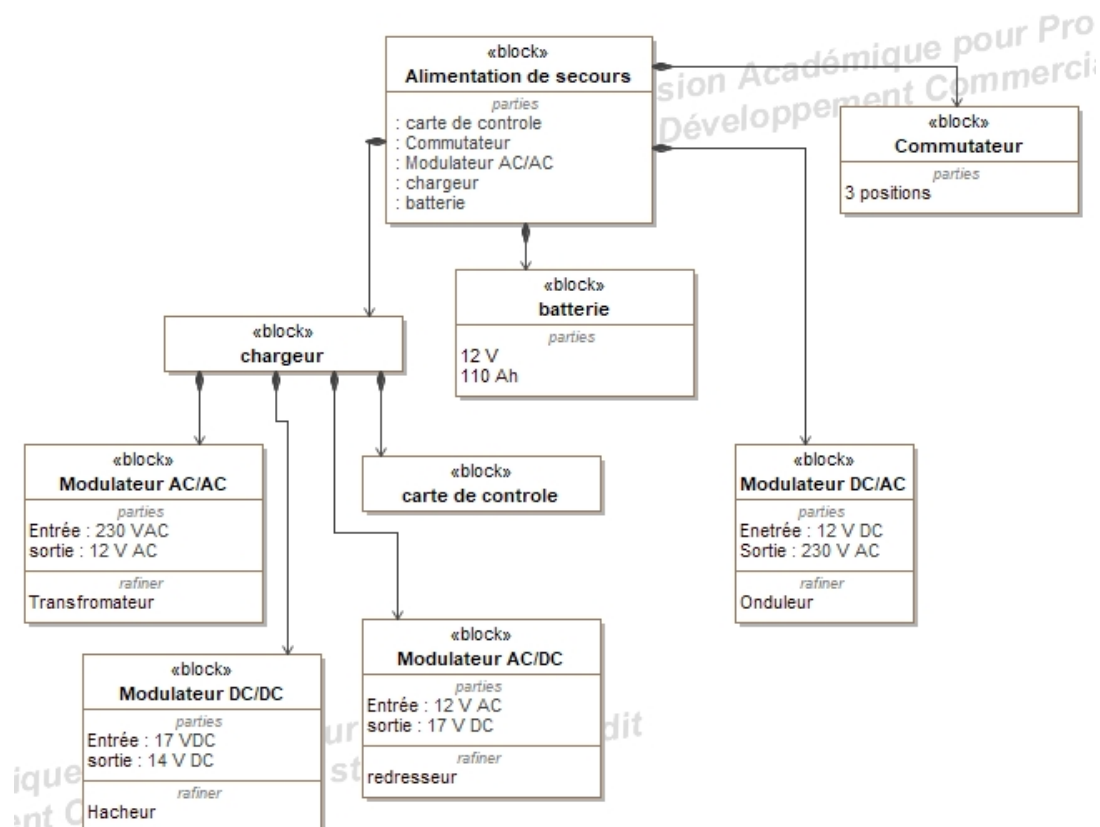 «block»
Alimentation de secours
parties
: carte de controle
: Commutateur
: Modulateur AC/AC
: chargeur
: batterie
sion Académique pour Pro
Développement Commercia
«block»
Commutateur
parties
3 positions
«block»
batterie
parties
12 V
110 Ah
«block»
chargeur
«block»
Modulateur AC/AC
parties
Entrée : 230 VAC
sortie : 12 V AC
rafiner
Transfromateur
«block»
carte de controle
«block»
Modulateur DC/AC
parties
Enetrée : 12 V DC
Sortie : 230 V AC
rafiner
Onduleur
«block»
Modulateur AC/DC
parties
Entrée : 12 V AC
sortie : 17 V DC
rafiner
redresseur
«block»
Modulateur DC/DC
parties
Entrée : 17 VDC
sortie : 14 V DC
rafiner
Hacheur